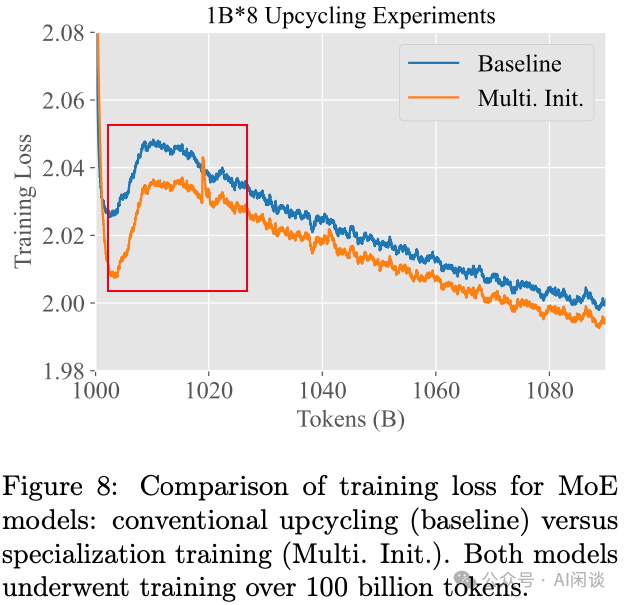 1B*8 Upcycling Experiments
2.08
2.06
2.04
2.02
2.00
1.98
Training Loss
Baseline
Multi. Init.
1000
1020
1040
1060
1080
Tokens (B)
Figure 8: Comparison of training loss for MoE
models: conventional upcycling (baseline) versus
specialization training (Multi. Init.). Both models
underwent training over 100 billion tokens.
公众号 · AI闲谈